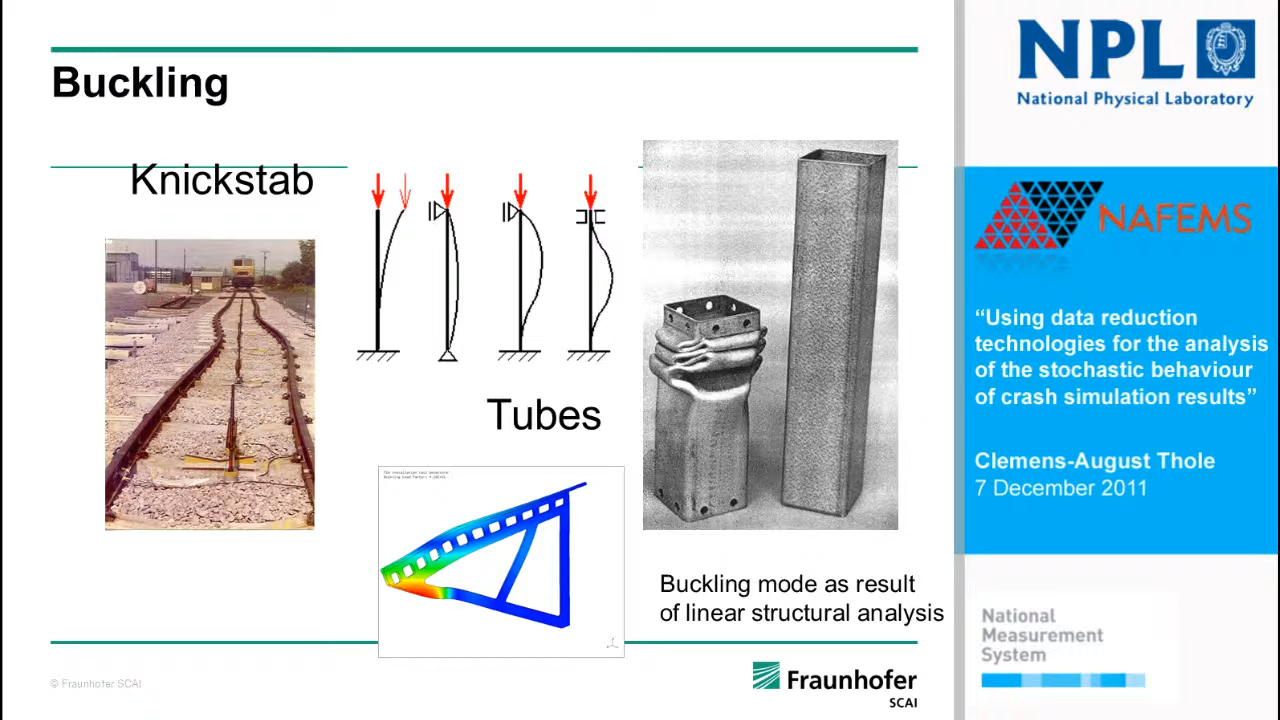 Buckling
Knickstab
Tubes
Buckling mode as result
of linear structural analysis
© Fraunhofer SCAI
Fraunhofer
SCAI
NPL
National Physical Laboratory
NAFEMS
“Using data reduction
technologies for the analysis
of the stochastic behaviour
of crash simulation results”
Clemens-August Thole
7 December 2011
National
Measurement
System